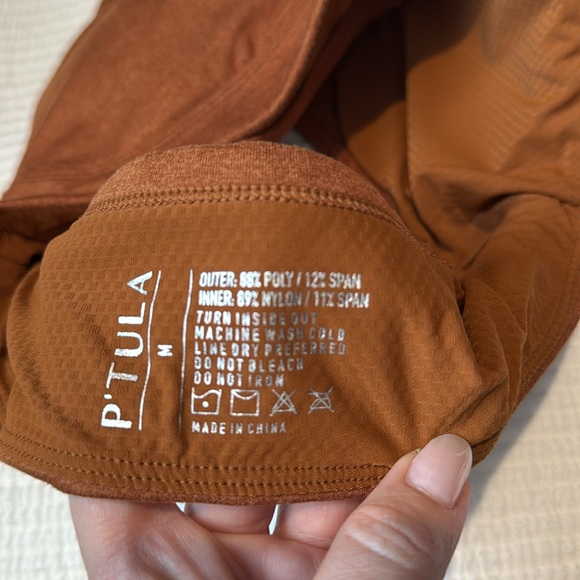 P'TULA
M
OUTER: 88% POLY / 12% SPAN
INNER: 89% NYLON / 11% SPAN
TURN INSIDE OUT
MACHINE WASH COLD
LINE DRY PREFERRED
DO NOT BLEACH
DO NOT IRON
MADE IN CHINA